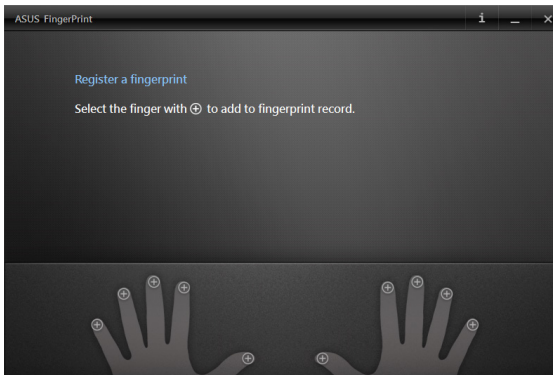 ASUS FingerPrint
Register a fingerprint
Select the finger with ⊕ to add to fingerprint record.